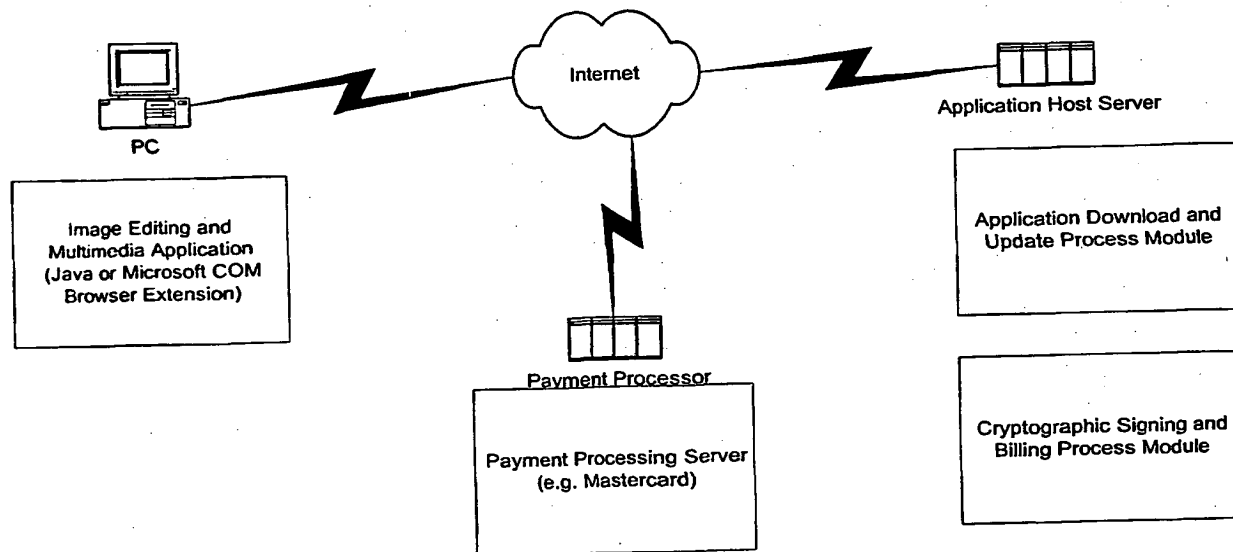 Internet
Application Host Server
PC
Image Editing and
Multimedia Application
(Java or Microsoft COM
Browser Extension)
Application Download and
Update Process Module
Payment Processor
Payment Processing Server
(e.g. Mastercard)
Cryptographic Signing and
Billing Process Module